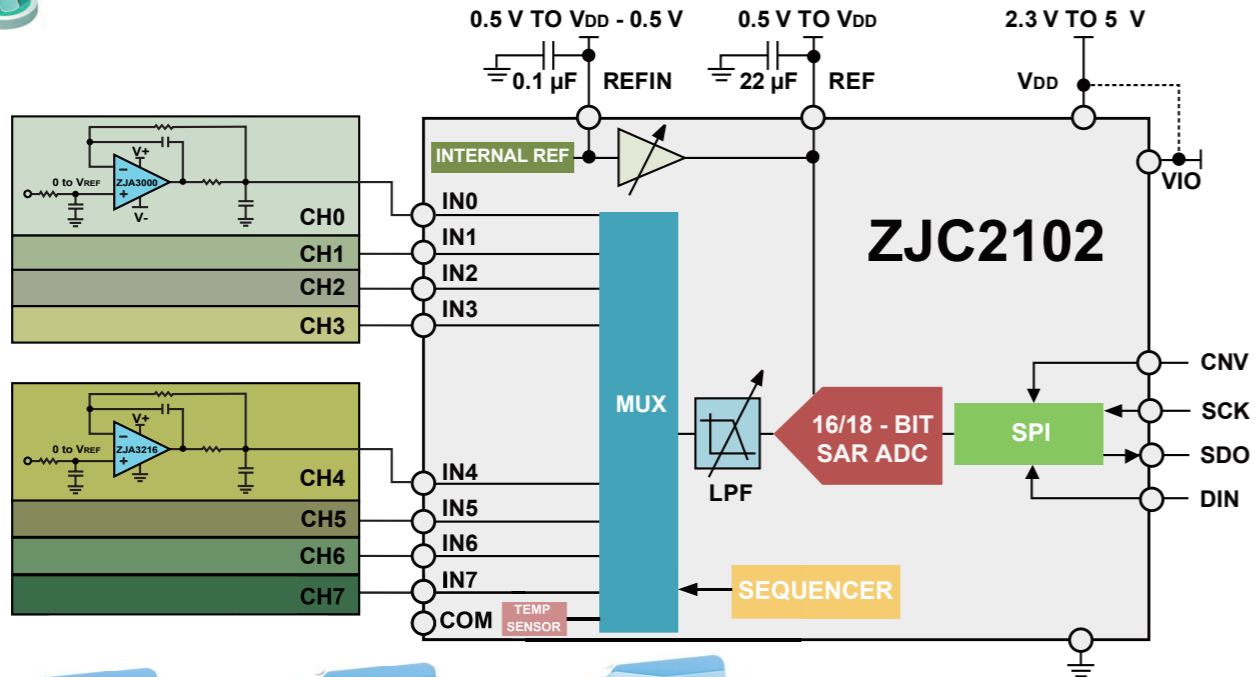 0.5 V TO VDD - 0.5 V
0.5 V TO VDD
2.3 V TO 5 V
0.1 µF
REFIN
22 µF
REF
VDD
VIO
INTERNAL REF
ZJC2102
V+
0 to VREF
ZJA3000
V-
CH0
CH1
CH2
CH3
IN0
IN1
IN2
IN3
MUX
LPF
16/18 - BIT
SAR ADC
SPI
CNV
SCK
SDO
DIN
V+
0 to VREF
ZJA3216
CH4
CH5
CH6
CH7
IN4
IN5
IN6
IN7
COM
TEMP
SENSOR
SEQUENCER